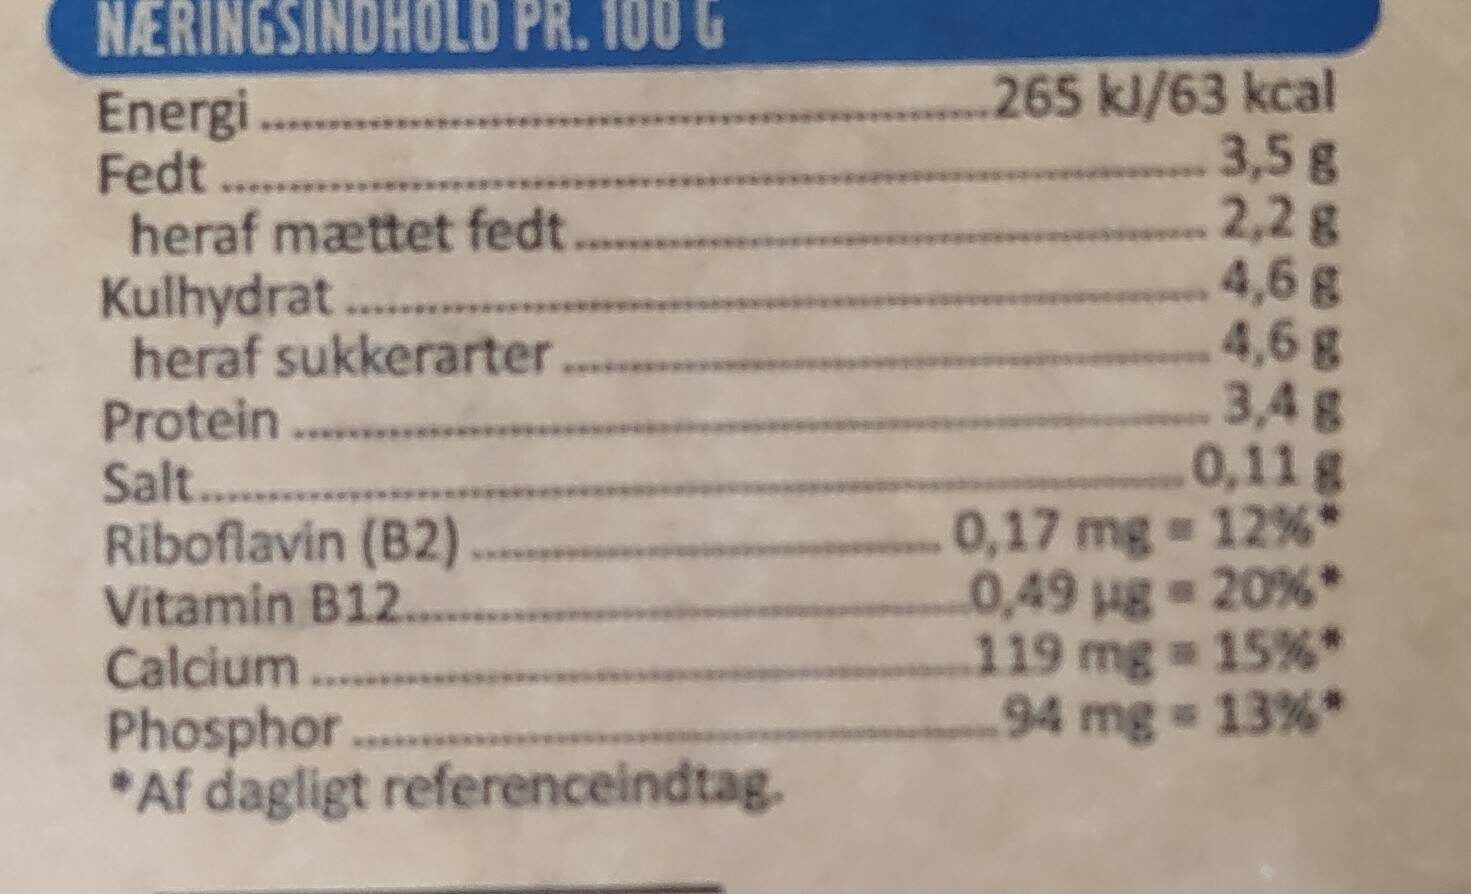 NÆRINGSINDHOLD PR. 100 G
Energi ........ 265 kJ/63 kcal
Fedt ........ 3,5 g
heraf mættet fedt ........ 2,2 g
Kulhydrat ........ 4,6 g
heraf sukkerarter ........ 4,6 g
Protein ........ 3,4 g
Salt ........ 0,11 g
Riboflavin (B2) ........ 0,17 mg = 12%*
Vitamin B12 ........ 0,49 µg = 20%*
Calcium ........ 119 mg = 15%*
Phosphor ........ 94 mg = 13%*
*Af dagligt referenceindtag.